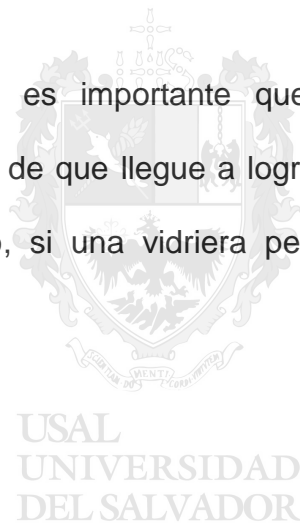 es importante que
de que llegue a logr
, si una vidriera pe
USAL
UNIVERSIDAD
DEL SALVADOR